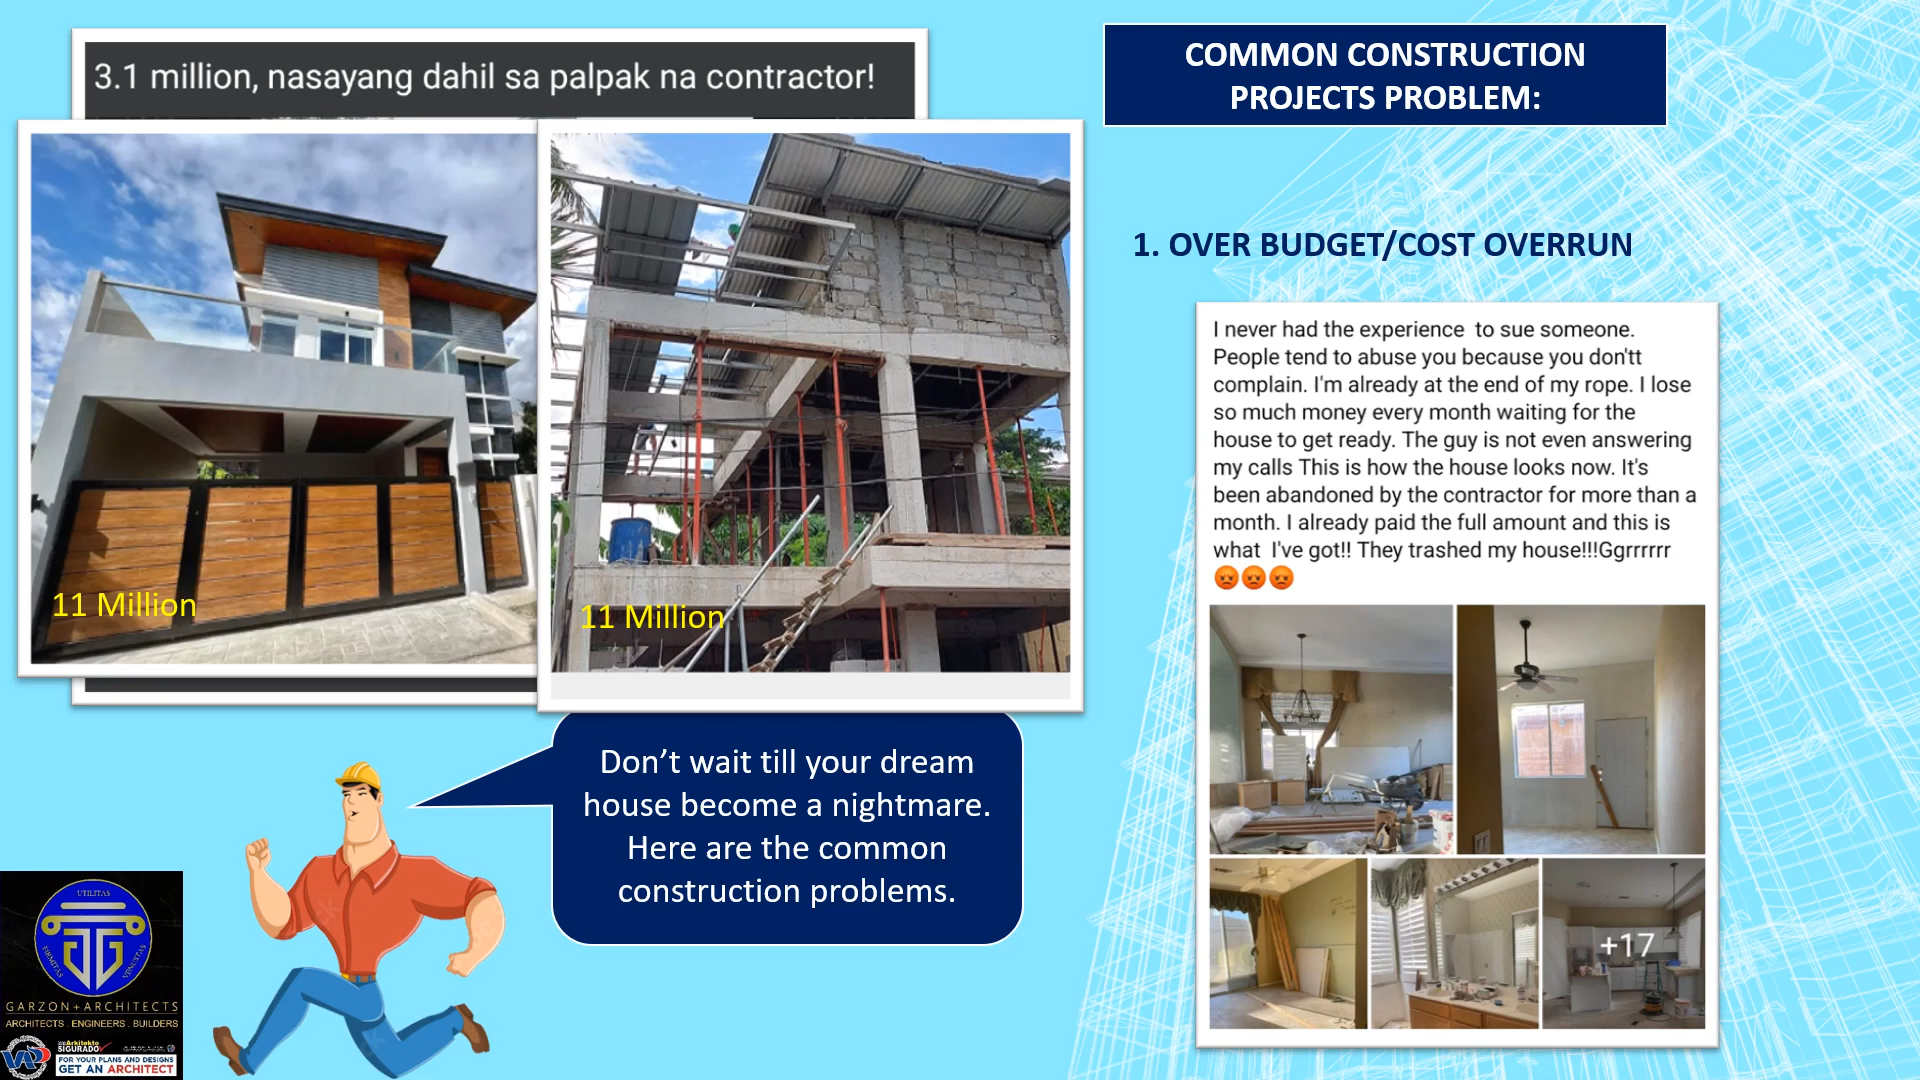 3.1 million, nasayang dahil sa palpak na contractor!
11 Million
11 Million
Don’t wait till your dream
house become a nightmare.
Here are the common
construction problems.
COMMON CONSTRUCTION
PROJECTS PROBLEM:
1. OVER BUDGET/COST OVERRUN
I never had the experience to sue someone.
People tend to abuse you because you don'tt
complain. I'm already at the end of my rope. I lose
so much money every month waiting for the
house to get ready. The guy is not even answering
my calls This is how the house looks now. It's
been abandoned by the contractor for more than a
month. I already paid the full amount and this is
what I've got!! They trashed my house!!!Ggrrrrrr
😡😡😡
+17
UTILITAS
FIRMITAS
VENUSTAS
GARZON+ARCHITECTS
ARCHITECTS . ENGINEERS . BUILDERS
Arkitekto
SIGURADO
FOR YOUR PLANS AND DESIGNS
GET AN ARCHITECT